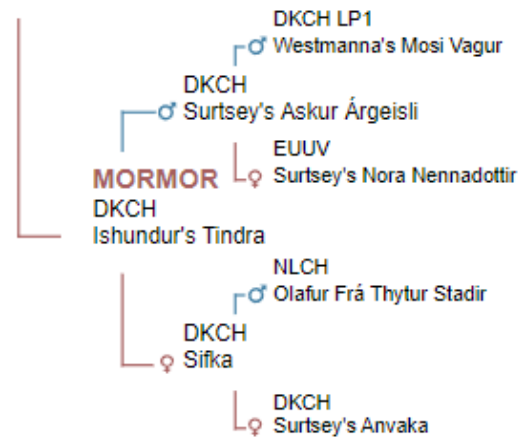 DKCH LP1
Westmanna's Mosi Vagur
DKCH
Surtsey's Askur Árgeisli
EUUV
Surtsey's Nora Nennadottir
MORMOR
DKCH
Ishundur's Tindra
NLCH
Olafur Frá Thytur Stadir
DKCH
Sifka
DKCH
Surtsey's Anvaka